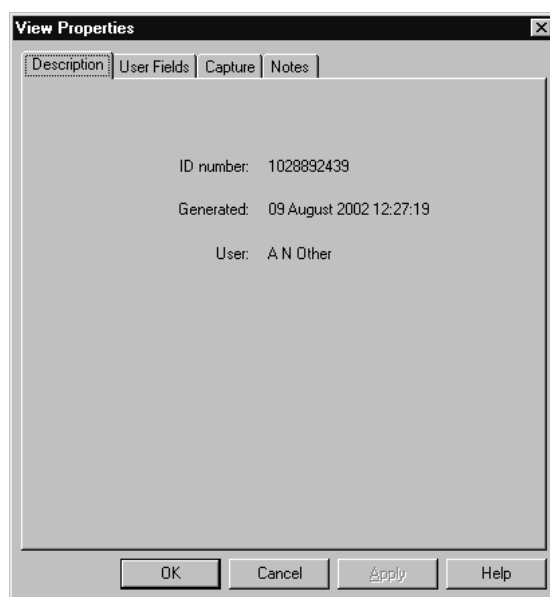 View Properties
Description User Fields Capture Notes
ID number: 1028892439
Generated: 09 August 2002 12:27:19
User: A N Other
OK Cancel Apply Help